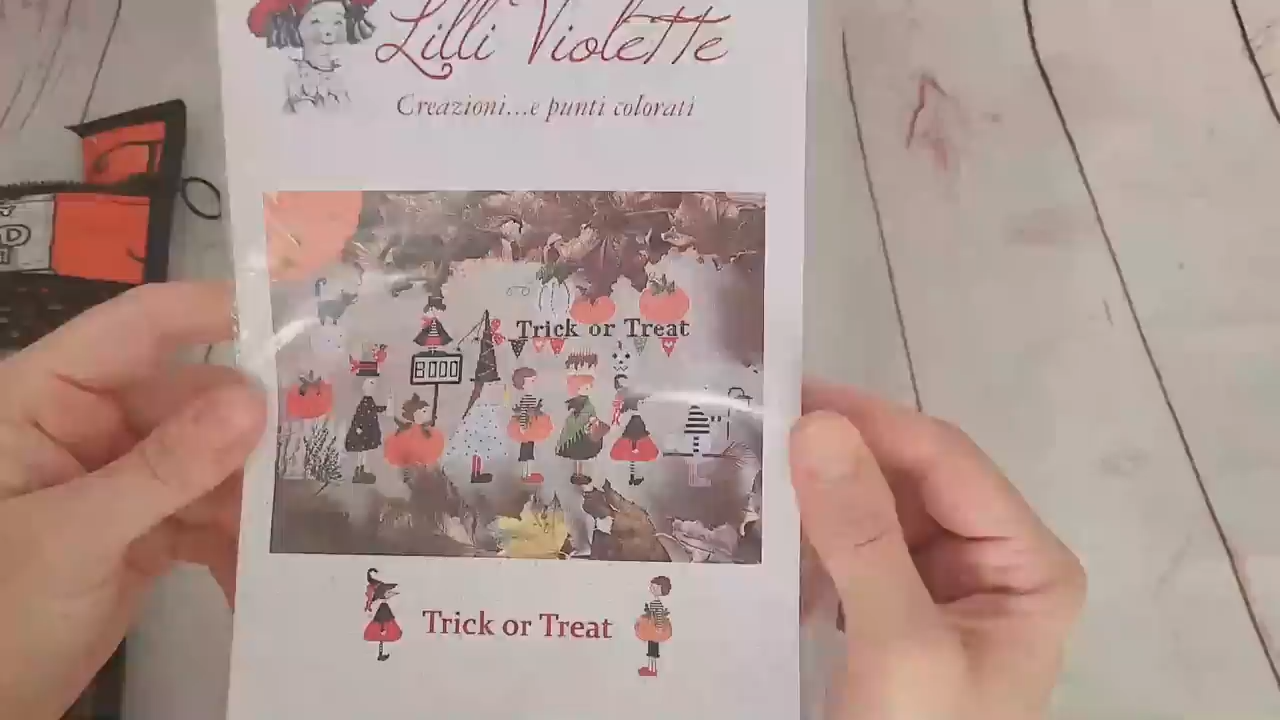 Lilli Violette
Creazioni...e punti colorati
Trick or Treat
BOOO
Trick or Treat